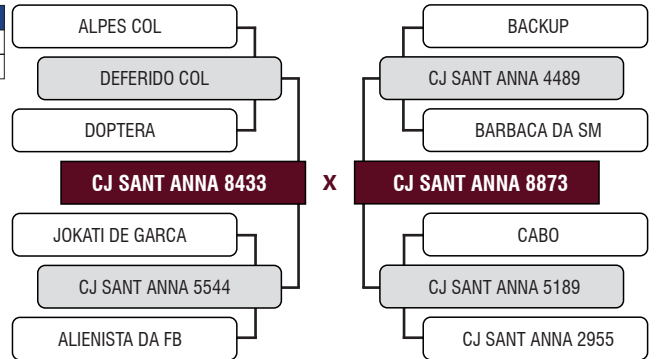 ALPES COL
DEFERIDO COL
DOPTERA
CJ SANT ANNA 8433
JOKATI DE GARCA
CJ SANT ANNA 5544
ALIENISTA DA FB
X
BACKUP
CJ SANT ANNA 4489
BARBACA DA SM
CJ SANT ANNA 8873
CABO
CJ SANT ANNA 5189
CJ SANT ANNA 2955